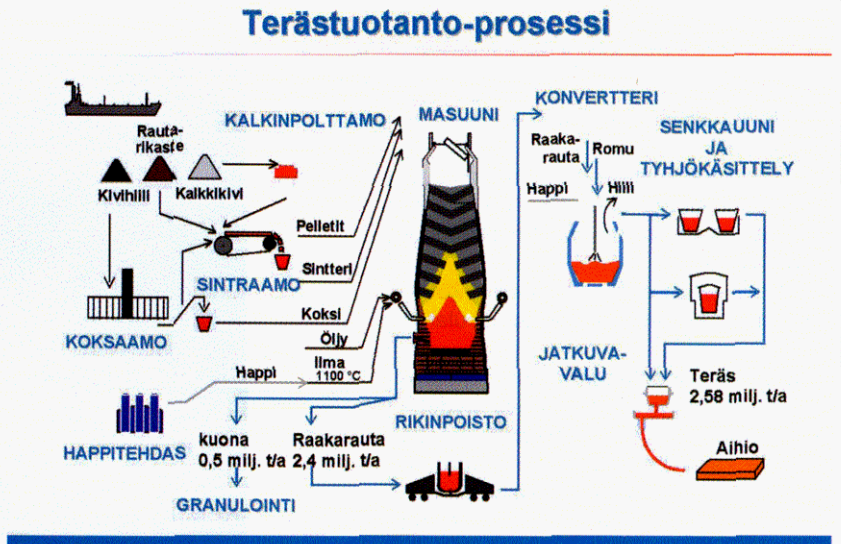 Terästuotanto-prosessi
KALKINPOLTTAMO
MASUUNI
KONVERTTERI
SENKKAUUNI
JA
TYHJÖKÄSITTELY
Rauta-
rikaste
Kivihiili
Kalkkikivi
Raaka-
rauta
Romu
Happi
Hiili
Pelletit
Sintteri
SINTRAAMO
Koksi
KOKSAAMO
Öljy
Ilma
1100 °C
Happi
HAPPITEHDAS
JATKUVA-
VALU
Teräs
2,58 milj. t/a
RIKINPOISTO
kuona
0,5 milj. t/a
Raakarauta
2,4 milj. t/a
Aihio
GRANULOINTI